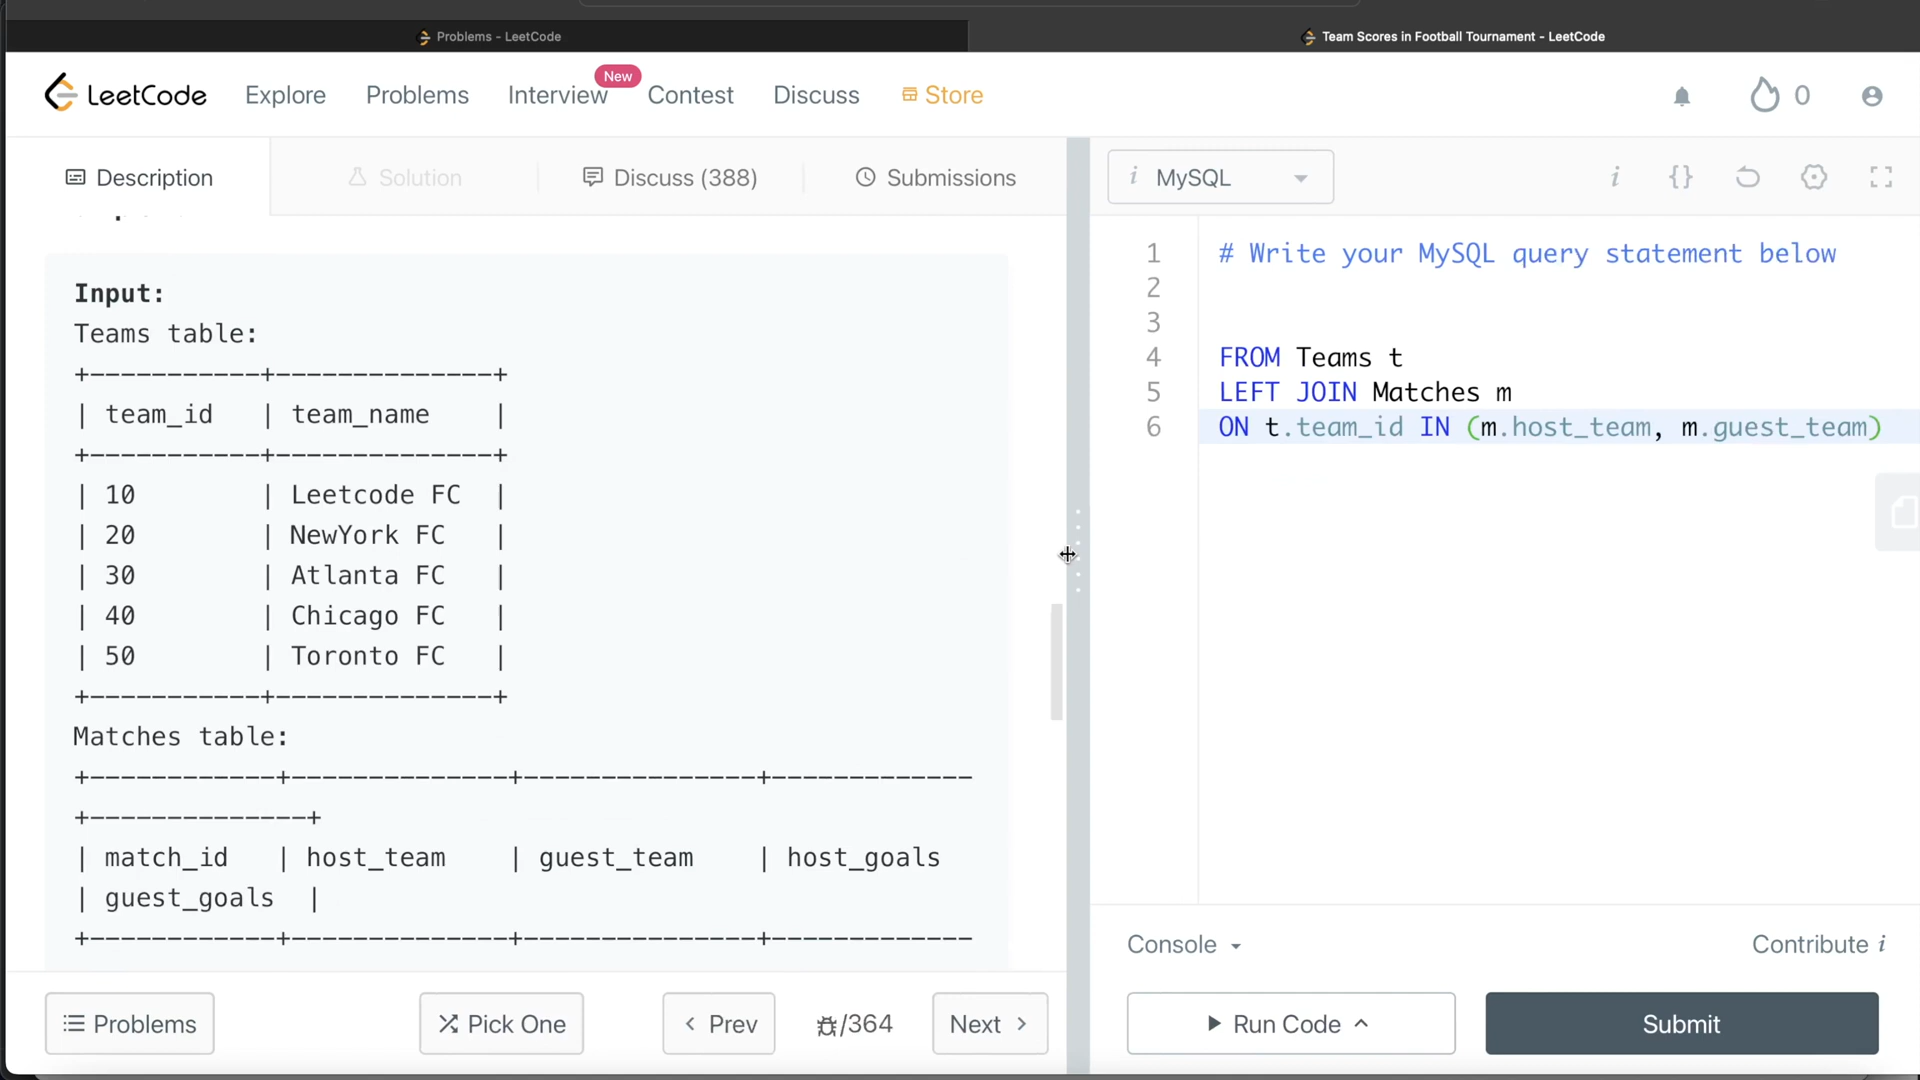 Problems - LeetCode
Team Scores in Football Tournament - LeetCode
LeetCode Explore Problems Interview New Contest Discuss Store 0
Description Solution Discuss (388) Submissions
i MySQL i {}
Input:
Teams table:
+-----------+--------------+
| team_id | team_name |
+-----------+--------------+
| 10 | Leetcode FC |
| 20 | NewYork FC |
| 30 | Atlanta FC |
| 40 | Chicago FC |
| 50 | Toronto FC |
+-----------+--------------+
Matches table:
+------------+--------------+---------------+-------------
+--------------+
| match_id | host_team | guest_team | host_goals
| guest_goals |
+------------+--------------+---------------+-------------
1 # Write your MySQL query statement below
2
3
4 FROM Teams t
5 LEFT JOIN Matches m
6 ON t.team_id IN (m.host_team, m.guest_team)
Console Contribute i
Problems Pick One Prev /364 Next Run Code Submit